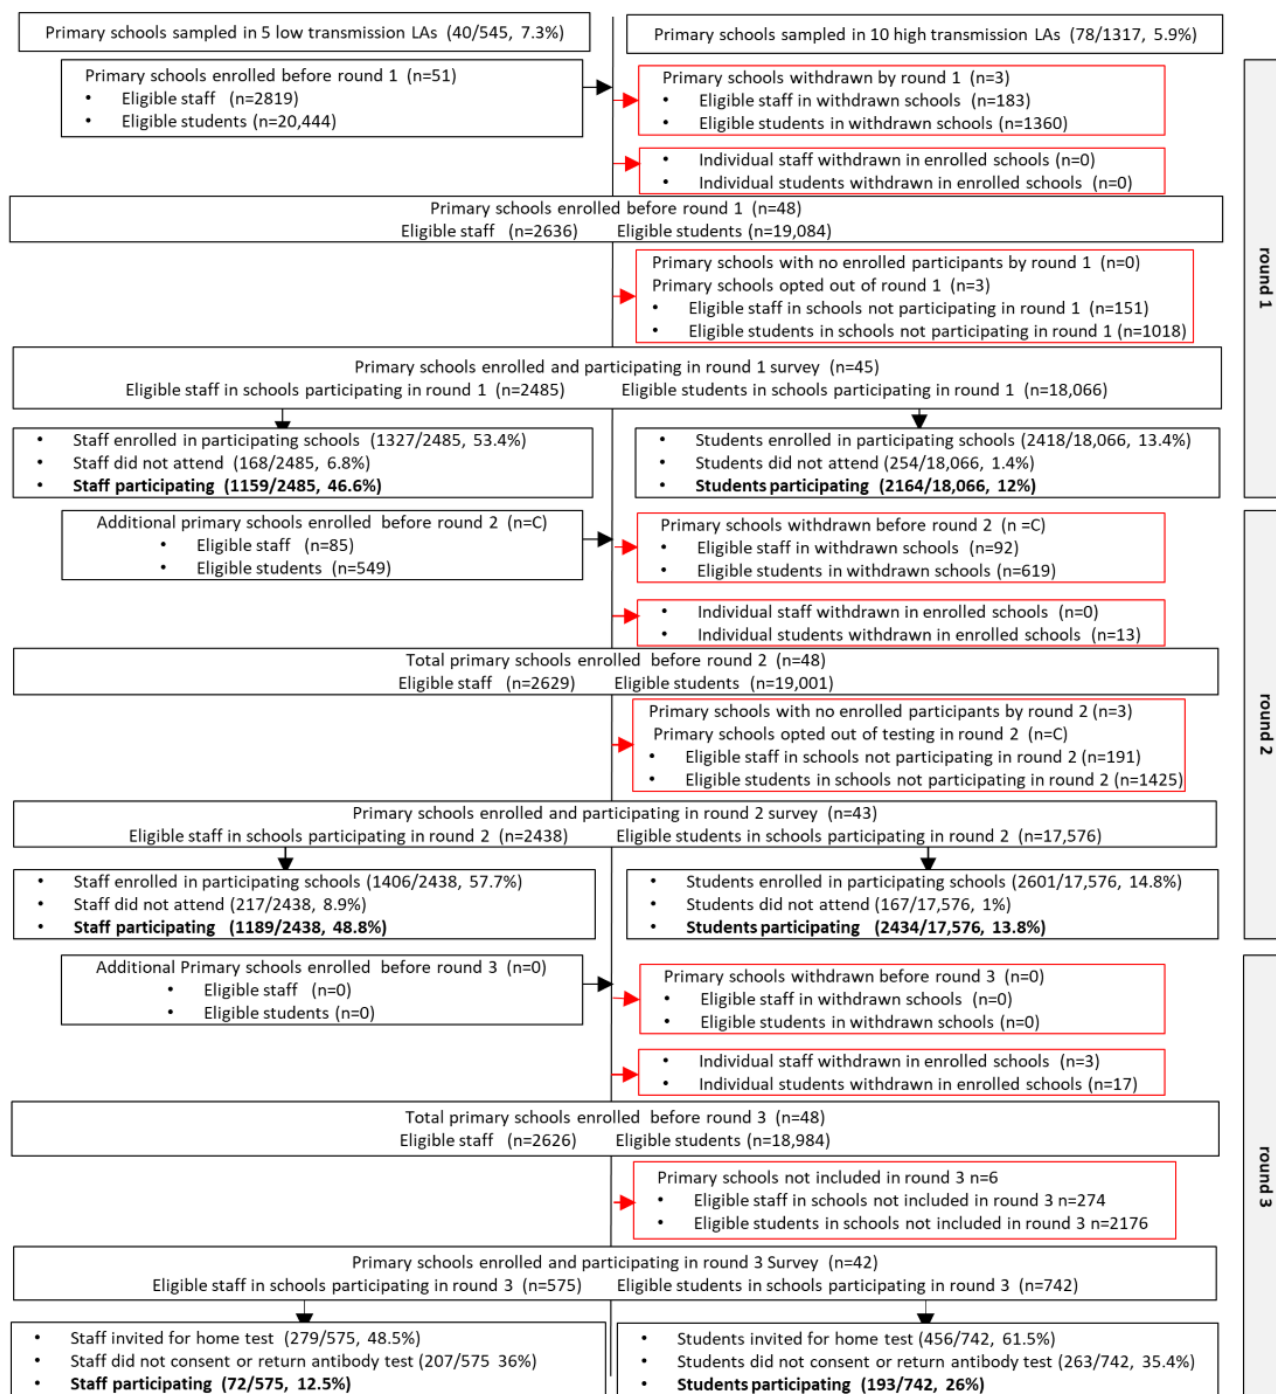 Primary schools sampled in 5 low transmission LAs (40/545, 7.3%)
Primary schools sampled in 10 high transmission LAs (78/1317, 5.9%)
Primary schools enrolled before round 1 (n=51)
• Eligible staff (n=2819)
• Eligible students (n=20,444)
Primary schools withdrawn by round 1 (n=3)
• Eligible staff in withdrawn schools (n=183)
• Eligible students in withdrawn schools (n=1360)
• Individual staff withdrawn in enrolled schools (n=0)
• Individual students withdrawn in enrolled schools (n=0)
Primary schools enrolled before round 1 (n=48)
Eligible staff (n=2636) Eligible students (n=19,084)
Primary schools with no enrolled participants by round 1 (n=0)
Primary schools opted out of round 1 (n=3)
• Eligible staff in schools not participating in round 1 (n=151)
• Eligible students in schools not participating in round 1 (n=1018)
Primary schools enrolled and participating in round 1 survey (n=45)
Eligible staff in schools participating in round 1 (n=2485) Eligible students in schools participating in round 1 (n=18,066)
• Staff enrolled in participating schools (1327/2485, 53.4%)
• Staff did not attend (168/2485, 6.8%)
• Staff participating (1159/2485, 46.6%)
• Students enrolled in participating schools (2418/18,066, 13.4%)
• Students did not attend (254/18,066, 1.4%)
• Students participating (2164/18,066, 12%)
round 1
Additional primary schools enrolled before round 2 (n=C)
• Eligible staff (n=85)
• Eligible students (n=549)
Primary schools withdrawn before round 2 (n =C)
• Eligible staff in withdrawn schools (n=92)
• Eligible students in withdrawn schools (n=619)
• Individual staff withdrawn in enrolled schools (n=0)
• Individual students withdrawn in enrolled schools (n=13)
Total primary schools enrolled before round 2 (n=48)
Eligible staff (n=2629) Eligible students (n=19,001)
Primary schools with no enrolled participants by round 2 (n=3)
Primary schools opted out of testing in round 2 (n=C)
• Eligible staff in schools not participating in round 2 (n=191)
• Eligible students in schools not participating in round 2 (n=1425)
Primary schools enrolled and participating in round 2 survey (n=43)
Eligible staff in schools participating in round 2 (n=2438) Eligible students in schools participating in round 2 (n=17,576)
• Staff enrolled in participating schools (1406/2438, 57.7%)
• Staff did not attend (217/2438, 8.9%)
• Staff participating (1189/2438, 48.8%)
• Students enrolled in participating schools (2601/17,576, 14.8%)
• Students did not attend (167/17,576, 1%)
• Students participating (2434/17,576, 13.8%)
round 2
Additional Primary schools enrolled before round 3 (n=0)
• Eligible staff (n=0)
• Eligible students (n=0)
Primary schools withdrawn before round 3 (n=0)
• Eligible staff in withdrawn schools (n=0)
• Eligible students in withdrawn schools (n=0)
• Individual staff withdrawn in enrolled schools (n=3)
• Individual students withdrawn in enrolled schools (n=17)
Total primary schools enrolled before round 3 (n=48)
Eligible staff (n=2626) Eligible students (n=18,984)
Primary schools not included in round 3 n=6
• Eligible staff in schools not included in round 3 n=274
• Eligible students in schools not included in round 3 n=2176
Primary schools enrolled and participating in round 3 Survey (n=42)
Eligible staff in schools participating in round 3 (n=575) Eligible students in schools participating in round 3 (n=742)
• Staff invited for home test (279/575, 48.5%)
• Staff did not consent or return antibody test (207/575 36%)
• Staff participating (72/575, 12.5%)
• Students invited for home test (456/742, 61.5%)
• Students did not consent or return antibody test (263/742, 35.4%)
• Students participating (193/742, 26%)
round 3